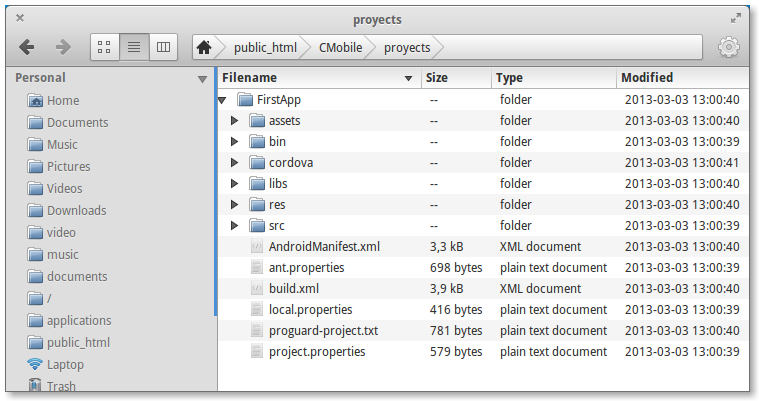 proyects
public_html CMobile proyects
Personal
Home
Documents
Music
Pictures
Videos
Downloads
video
music
documents
/
applications
public_html
Laptop
Trash
Filename Size Type Modified
FirstApp -- folder 2013-03-03 13:00:40
assets -- folder 2013-03-03 13:00:40
bin -- folder 2013-03-03 13:00:39
cordova -- folder 2013-03-03 13:00:41
libs -- folder 2013-03-03 13:00:40
res -- folder 2013-03-03 13:00:40
src -- folder 2013-03-03 13:00:39
AndroidManifest.xml 3,3 kB XML document 2013-03-03 13:00:40
ant.properties 698 bytes plain text document 2013-03-03 13:00:39
build.xml 3,9 kB XML document 2013-03-03 13:00:40
local.properties 416 bytes plain text document 2013-03-03 13:00:39
proguard-project.txt 781 bytes plain text document 2013-03-03 13:00:40
project.properties 579 bytes plain text document 2013-03-03 13:00:39